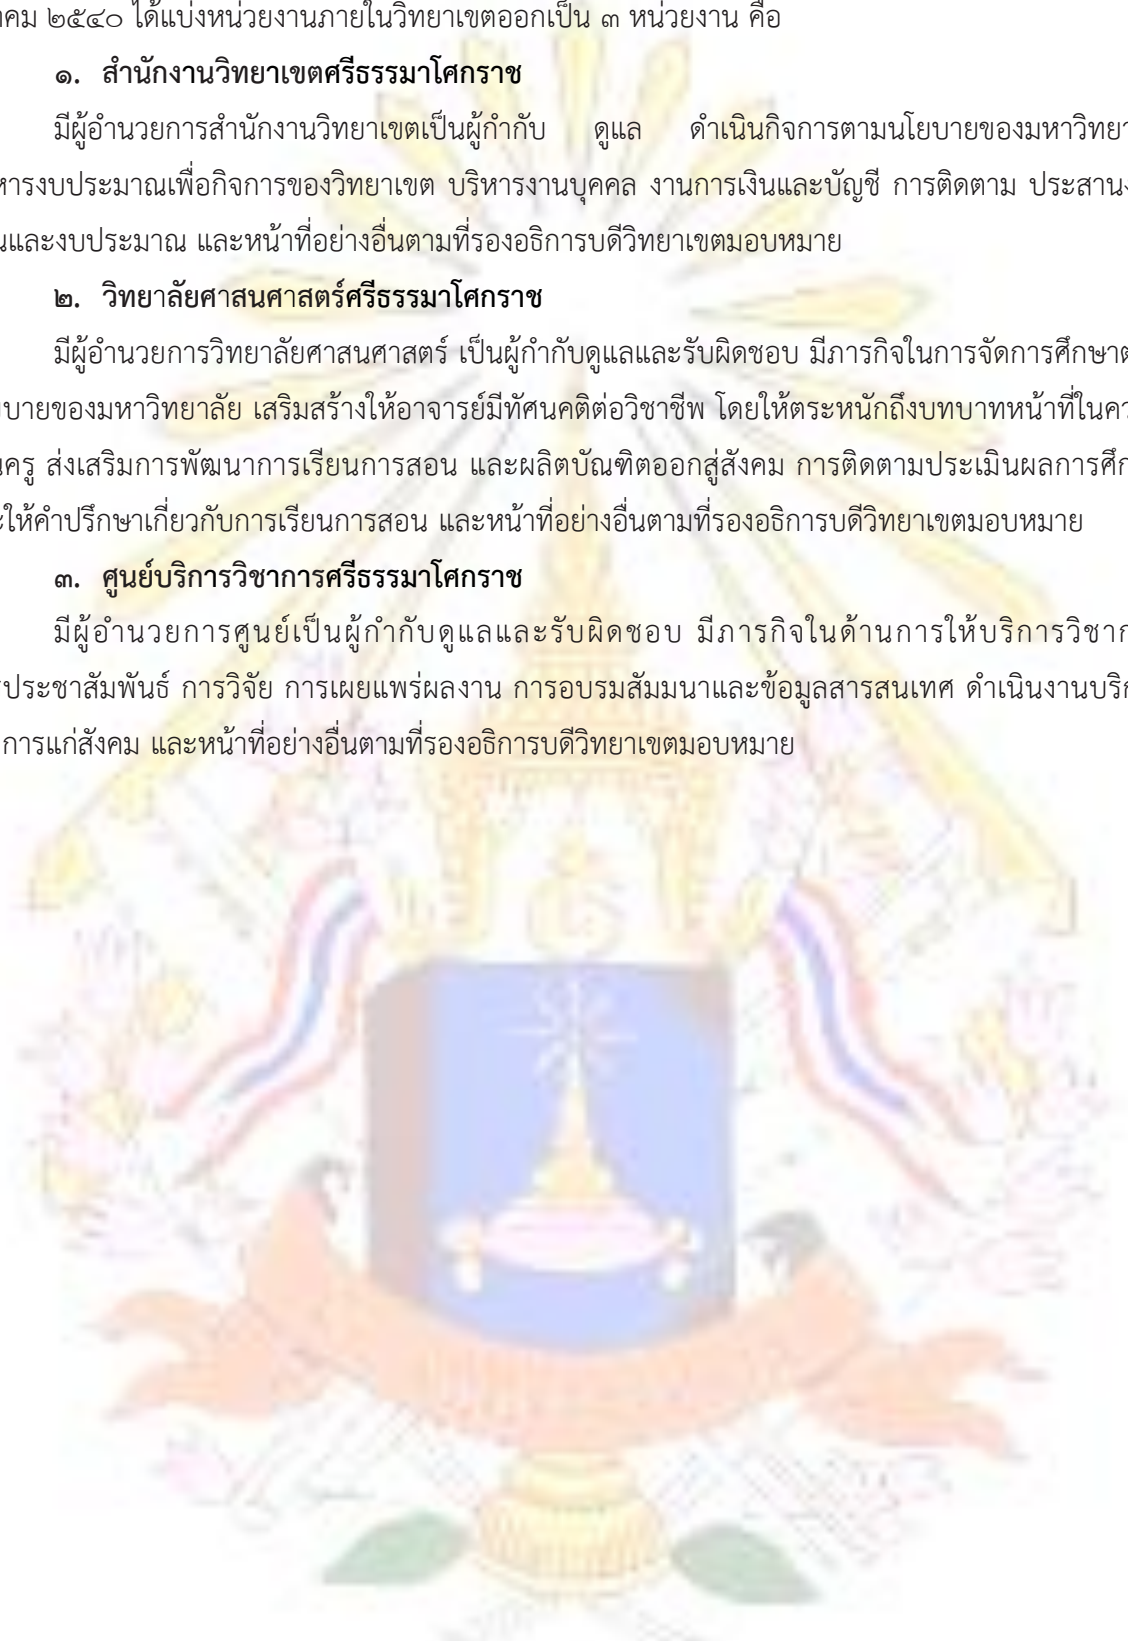 าคม ๒๕๔๐ ได้แบ่งหน่วยงานภายในวิทยาเขตออกเป็น ๓ หน่วยงาน คือ
๑. สำนักงานวิทยาเขตศรีธรรมาโศกราช
มีผู้อำนวยการสำนักงานวิทยาเขตเป็นผู้กำกับ ดูแล ดำเนินกิจการตามนโยบายของมหาวิทยา
หารงบประมาณเพื่อกิจการของวิทยาเขต บริหารงานบุคคล งานการเงินและบัญชี การติดตาม ประสานง
นและงบประมาณ และหน้าที่อย่างอื่นตามที่รองอธิการบดีวิทยาเขตมอบหมาย
๒. วิทยาลัยศาสนศาสตร์ศรีธรรมาโศกราช
มีผู้อำนวยการวิทยาลัยศาสนศาสตร์ เป็นผู้กำกับดูแลและรับผิดชอบ มีภารกิจในการจัดการศึกษาต
ยบายของมหาวิทยาลัย เสริมสร้างให้อาจารย์มีทัศนคติต่อวิชาชีพ โดยให้ตระหนักถึงบทบาทหน้าที่ในคว
นครู ส่งเสริมการพัฒนาการเรียนการสอน และผลิตบัณฑิตออกสู่สังคม การติดตามประเมินผลการศึก
ะให้คำปรึกษาเกี่ยวกับการเรียนการสอน และหน้าที่อย่างอื่นตามที่รองอธิการบดีวิทยาเขตมอบหมาย
๓. ศูนย์บริการวิชาการศรีธรรมาโศกราช
มีผู้อำนวยการศูนย์เป็นผู้กำกับดูแลและรับผิดชอบ มีภารกิจในด้านการให้บริการวิชาก
รประชาสัมพันธ์ การวิจัย การเผยแพร่ผลงาน การอบรมสัมมนาและข้อมูลสารสนเทศ ดำเนินงานบริก
การแก่สังคม และหน้าที่อย่างอื่นตามที่รองอธิการบดีวิทยาเขตมอบหมาย